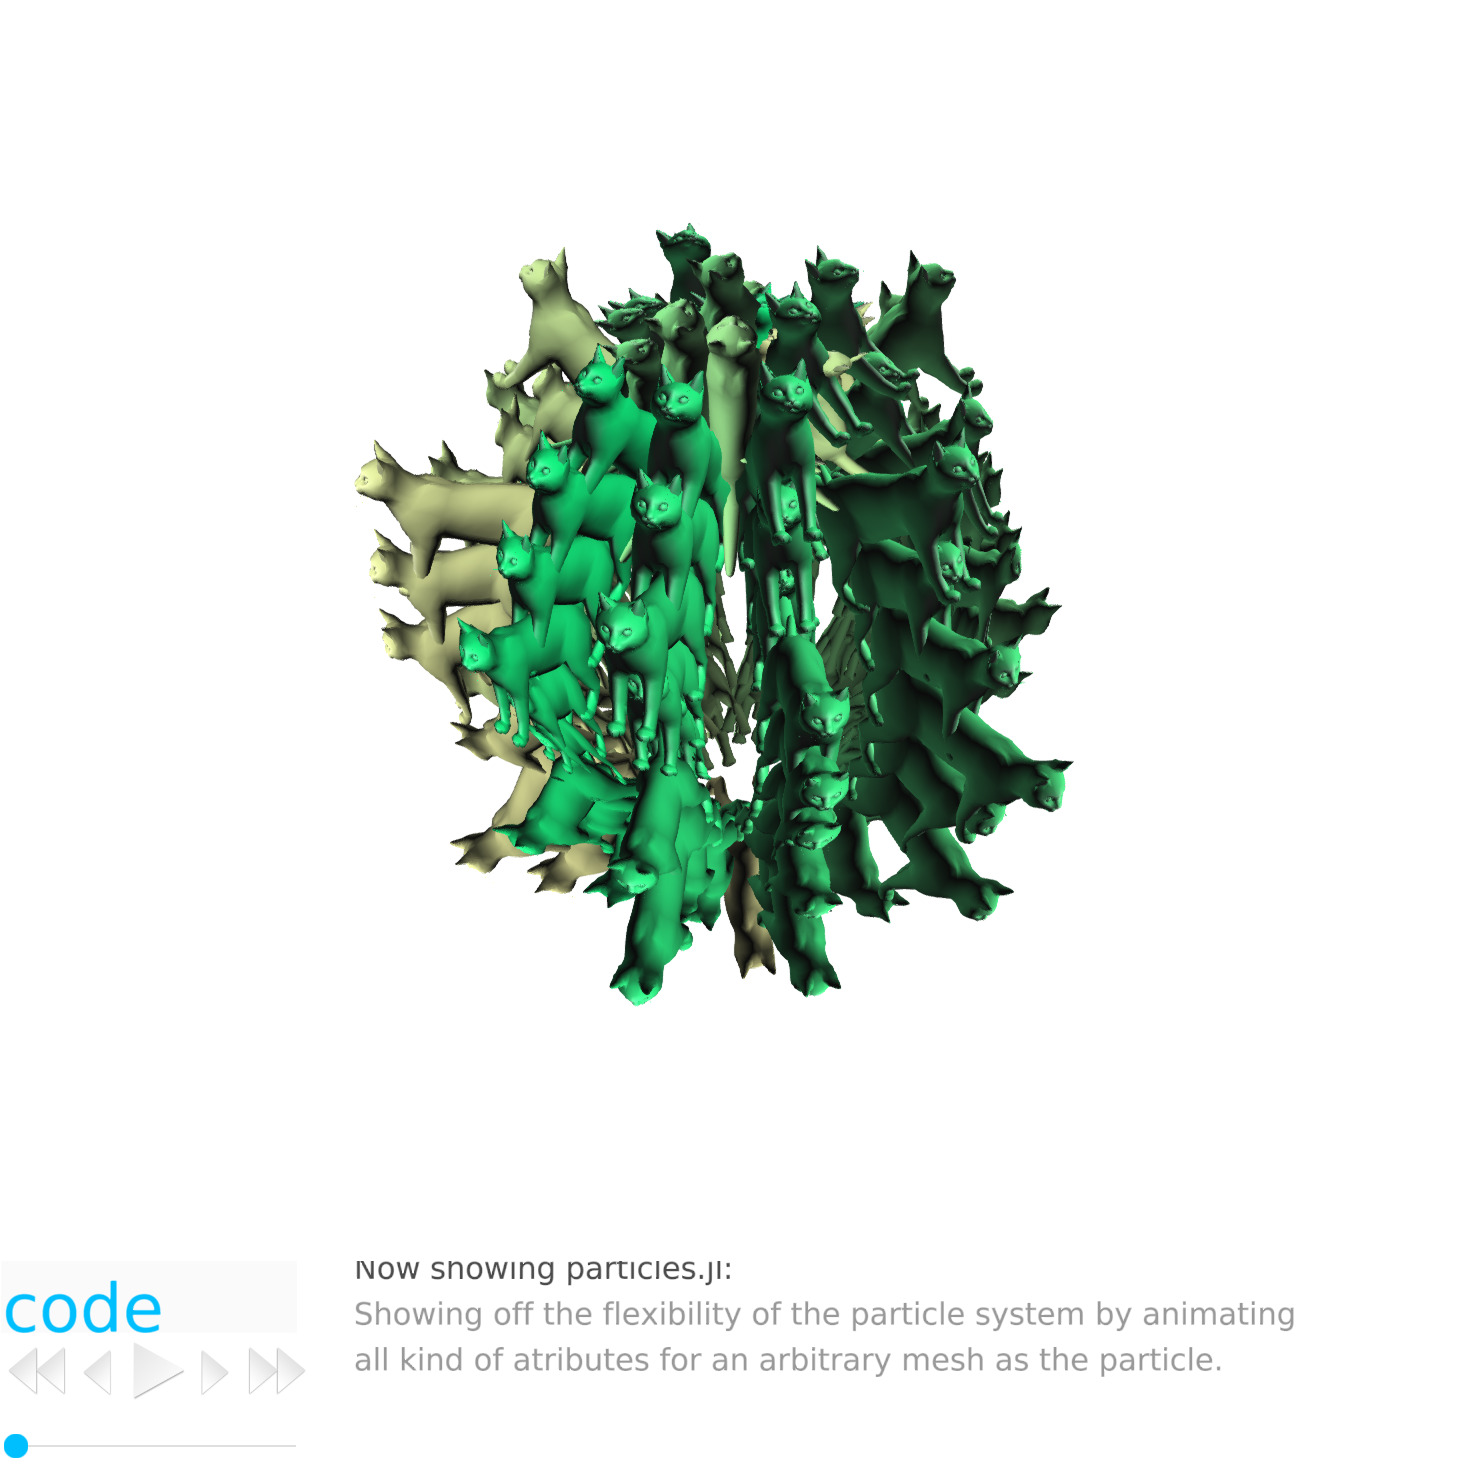 Now showing particles.jl:
code
Showing off the flexibility of the particle system by animating
all kind of atributes for an arbitrary mesh as the particle.